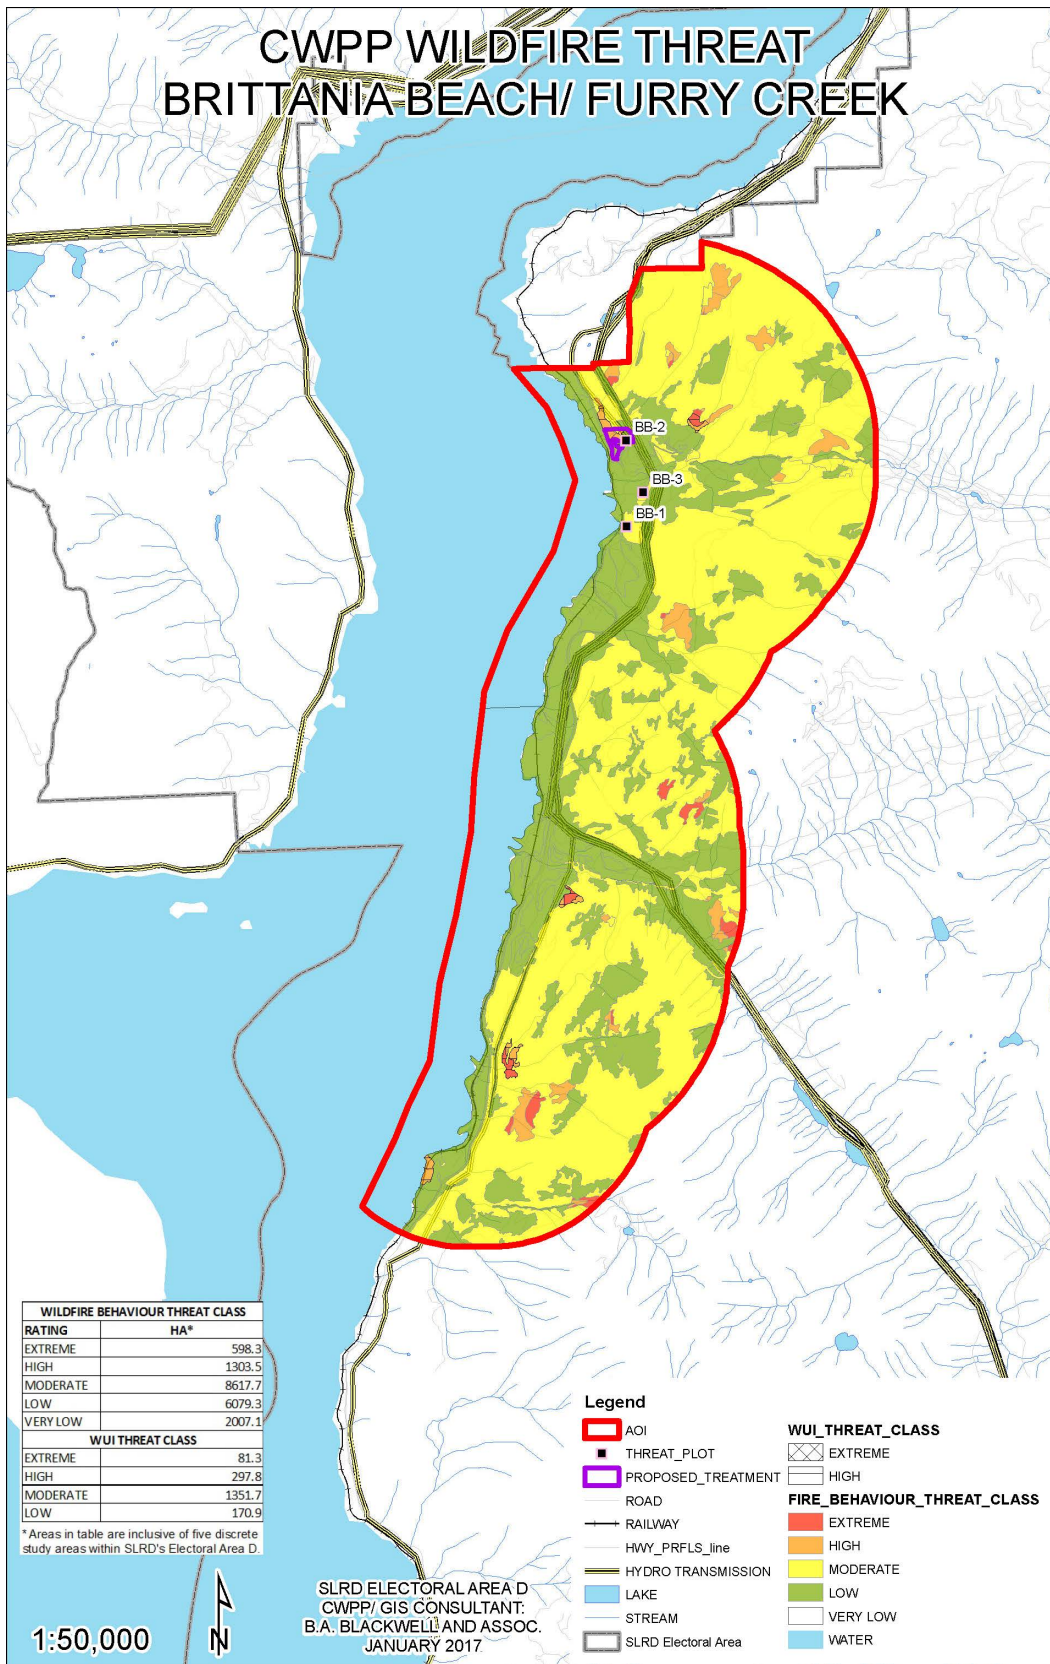 CWPP WILDFIRE THREAT
BRITTANIA BEACH/ FURRY CREEK
BB-2
BB-3
BB-1
WILDFIRE BEHAVIOUR THREAT CLASS
RATING HA*
EXTREME 598.3
HIGH 1303.5
MODERATE 8617.7
LOW 6079.3
VERY LOW 2007.1
WUI THREAT CLASS
EXTREME 81.3
HIGH 297.8
MODERATE 1351.7
LOW 170.9
* Areas in table are inclusive of five discrete
study areas within SLRD's Electoral Area D.
1:50,000
N
SLRD ELECTORAL AREA D
CWPP/ GIS CONSULTANT:
B.A. BLACKWELL AND ASSOC.
JANUARY 2017
Legend
AOI
THREAT_PLOT
PROPOSED_TREATMENT
ROAD
RAILWAY
HWY_PRFLS_line
HYDRO TRANSMISSION
LAKE
STREAM
SLRD Electoral Area
WUI_THREAT_CLASS
EXTREME
HIGH
FIRE_BEHAVIOUR_THREAT_CLASS
EXTREME
HIGH
MODERATE
LOW
VERY LOW
WATER